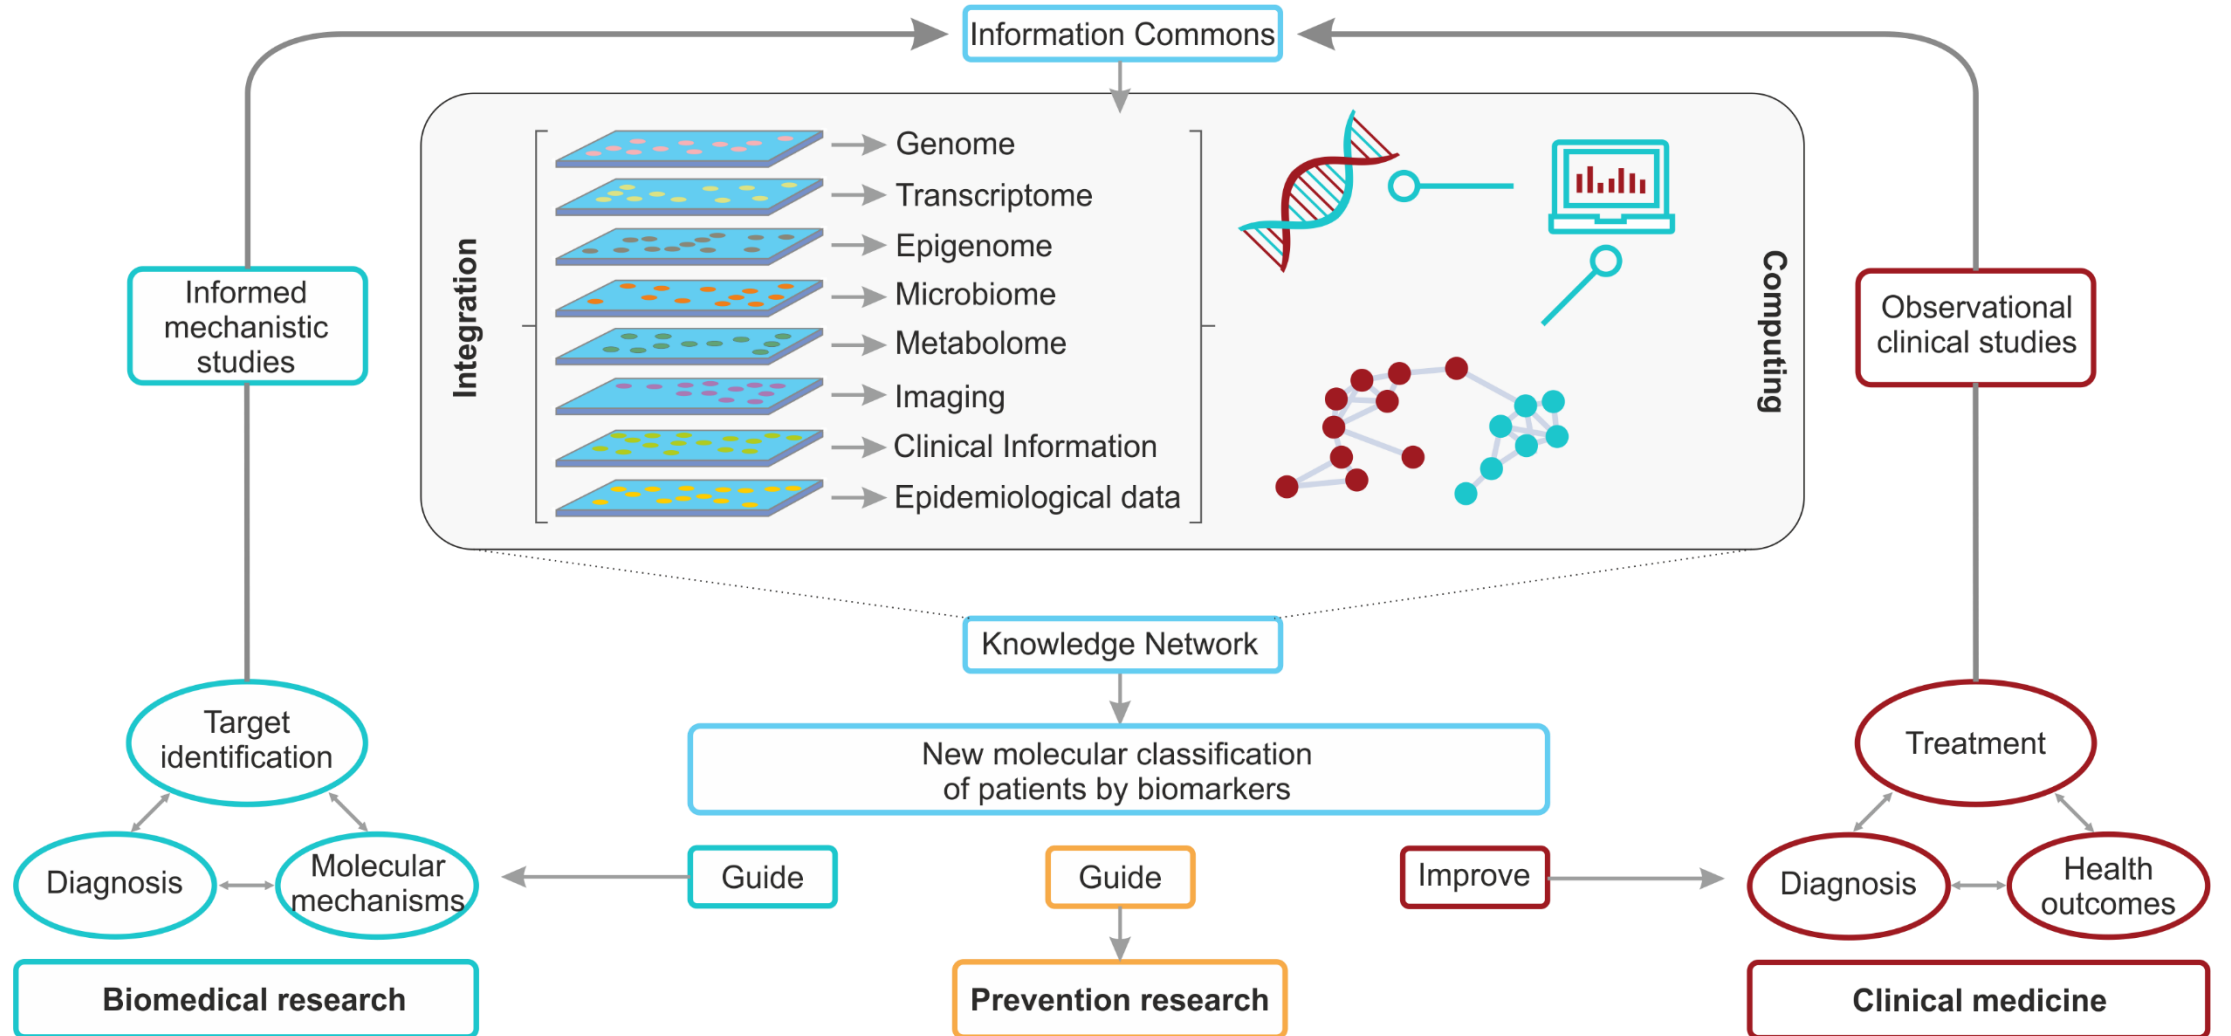 Information Commons
Genome
Transcriptome
Epigenome
Microbiome
Metabolome
Imaging
Clinical Information
Epidemiological data
Integration
Computing
Informed
mechanistic
studies
Observational
clinical studies
Knowledge Network
New molecular classification
of patients by biomarkers
Target
identification
Diagnosis
Molecular
mechanisms
Guide
Guide
Improve
Treatment
Diagnosis
Health
outcomes
Biomedical research
Prevention research
Clinical medicine